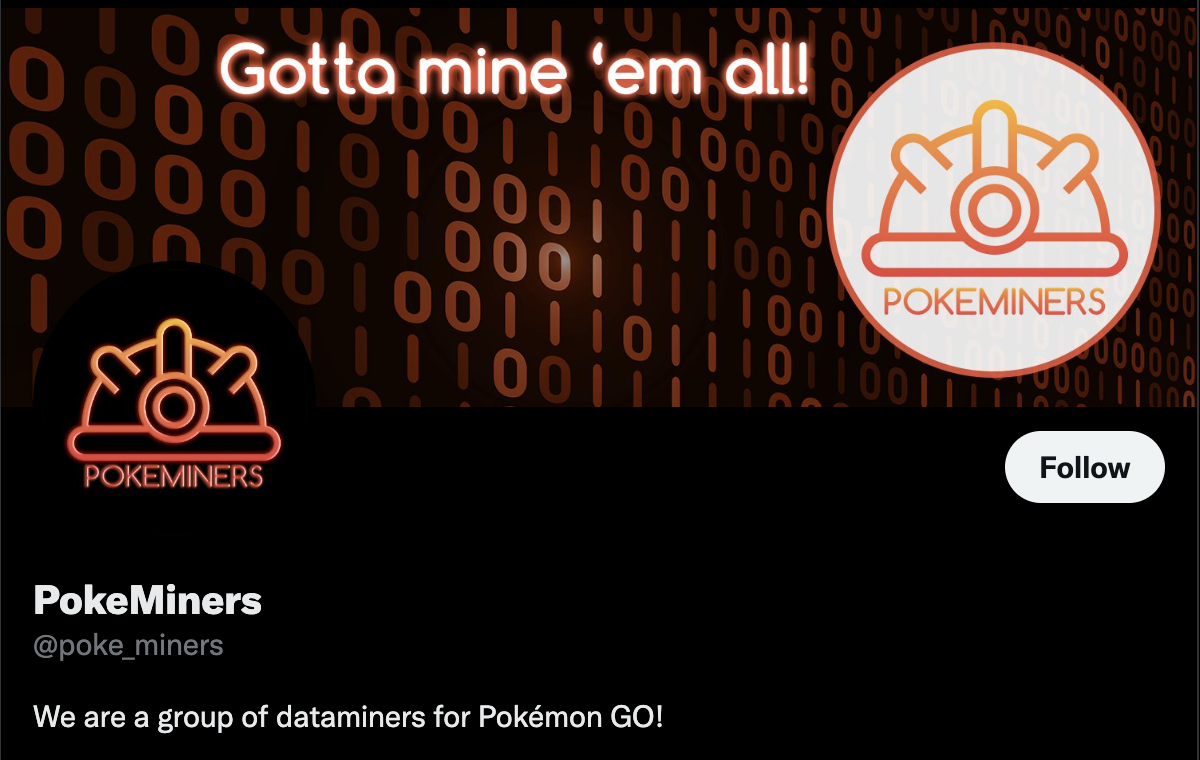 Gotta mine ‘em all!
POKEMINERS
POKEMINERS
Follow
PokeMiners
@poke_miners
We are a group of dataminers for Pokémon GO!